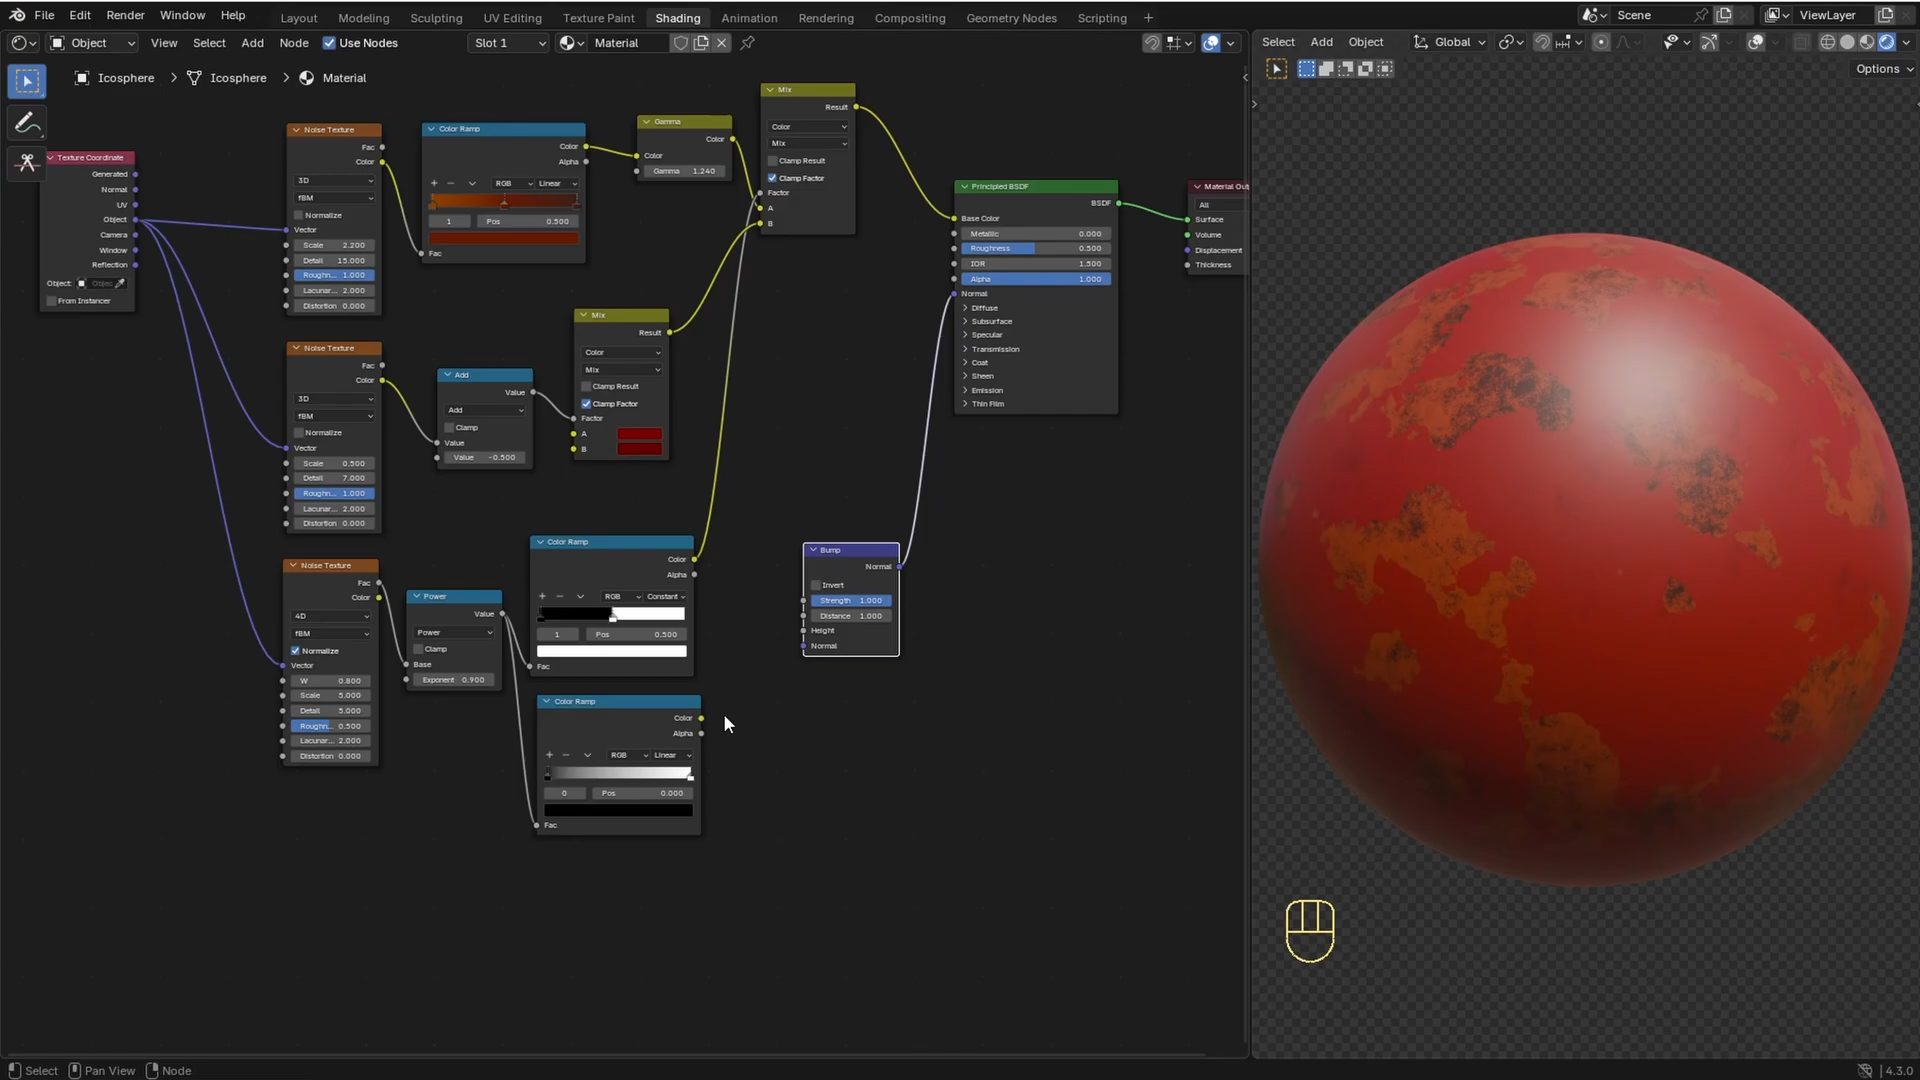 File Edit Render Window Help Layout Modeling Sculpting UV Editing Texture Paint Shading Animation Rendering Compositing Geometry Nodes Scripting + Scene ViewLayer
Object View Select Add Node Use Nodes Slot 1 Material Select Add Object Global
Icosphere > Icosphere > Material
Options
Texture Coordinate
Generated
Normal
UV
Object
Camera
Window
Reflection
Object:
From Instancer
Noise Texture
Fac
Color
3D
fBM
Normalize
Vector
Scale 2.200
Detail 15.000
Roughn... 1.000
Lacunar... 2.000
Distortion 0.000
Color Ramp
Color
Alpha
RGB Linear
1 Pos 0.500
Fac
Gamma
Color
Color
Gamma 1.240
Mix
Result
Color
Mix
Clamp Result
Clamp Factor
Factor
A
B
Principled BSDF
BSDF
Base Color
Metallic 0.000
Roughness 0.500
IOR 1.500
Alpha 1.000
Normal
Diffuse
Subsurface
Specular
Transmission
Coat
Sheen
Emission
Thin Film
Material Out
All
Surface
Volume
Displacement
Thickness
Noise Texture
Fac
Color
3D
fBM
Normalize
Vector
Scale 0.500
Detail 7.000
Roughn... 1.000
Lacunar... 2.000
Distortion 0.000
Add
Value
Add
Clamp
Value
Value -0.500
Mix
Result
Color
Mix
Clamp Result
Clamp Factor
Factor
A
B
Noise Texture
Fac
Color
4D
fBM
Normalize
Vector
W 0.800
Scale 5.000
Detail 5.000
Roughn... 0.500
Lacunar... 2.000
Distortion 0.000
Power
Value
Power
Clamp
Base
Exponent 0.900
Color Ramp
Color
Alpha
RGB Constant
1 Pos 0.500
Fac
Color Ramp
Color
Alpha
RGB Linear
0 Pos 0.000
Fac
Bump
Normal
Invert
Strength 1.000
Distance 1.000
Height
Normal
Select Pan View Node 4.3.0